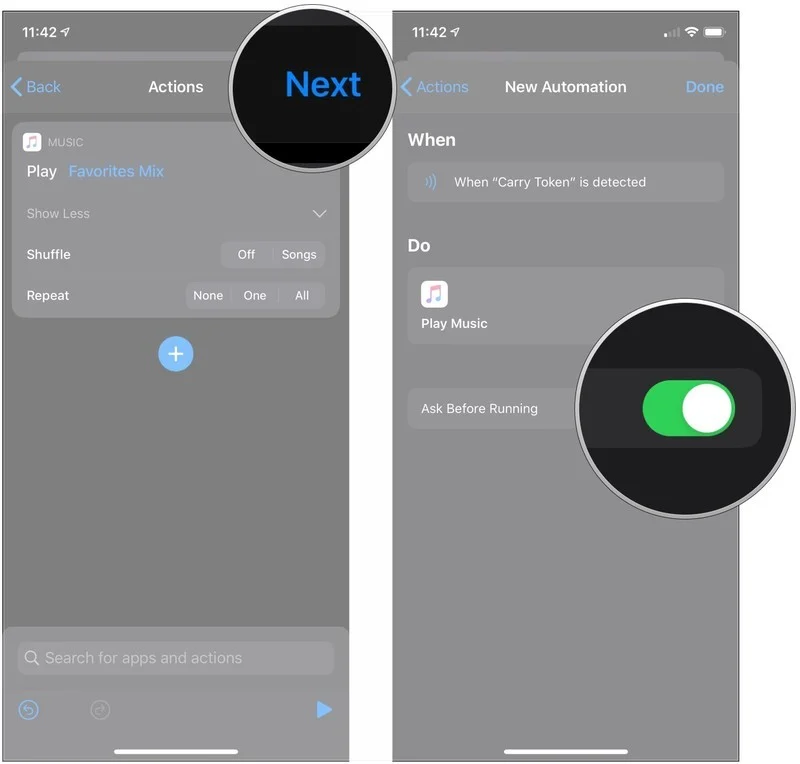 11:42
Back
Actions
Next
MUSIC
Play Favorites Mix
Show Less
Shuffle
Off
Songs
Repeat
None
One
All
Search for apps and actions
11:42
Actions
New Automation
Done
When
When “Carry Token” is detected
Do
Play Music
Ask Before Running